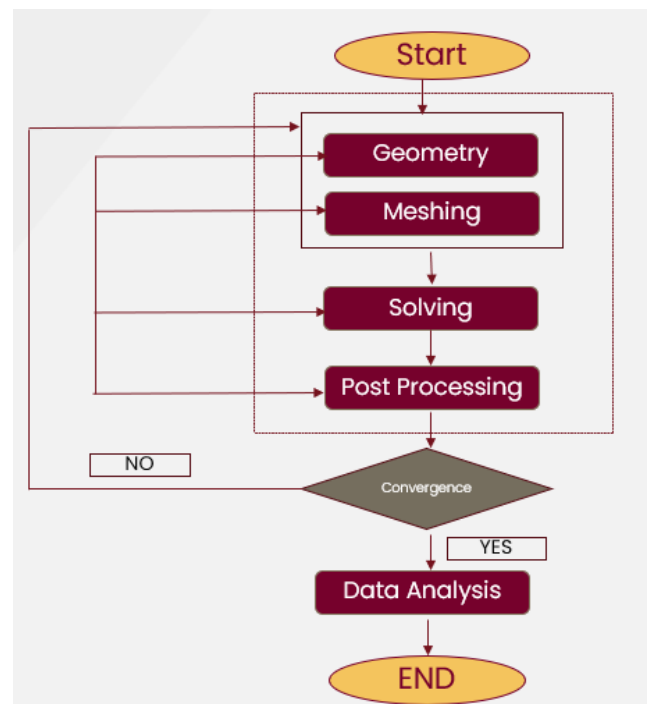 Start
Geometry
Meshing
Solving
Post Processing
NO
Convergence
YES
Data Analysis
END